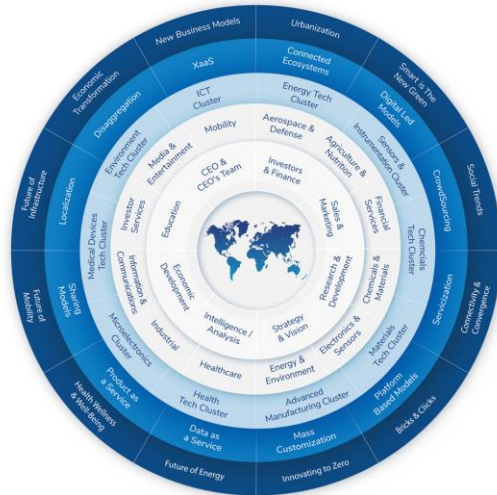 New Business Models
Urbanization
Smart is The
New Green
Social Trends
Connectivity &
Convergence
Bricks & Clicks
Innovating to Zero
Future of Energy
Health Wellness
& Well-Being
Future of
Mobility
Future of
Infrastructure
Economic
Transformation
XaaS
Connected
Ecosystems
Digital Led
Models
CrowdSourcing
Servicization
Platform
Based Models
Mass
Customization
Data as
a Service
Product as
a Service
Sharing
Models
Localization
Disaggregation
ICT
Cluster
Energy Tech
Cluster
Sensors &
Instrumentation Cluster
Chemcials
Tech Cluster
Materials
Tech Cluster
Advanced
Manufacturing Cluster
Health
Tech Cluster
Microelectronics
Cluster
Medical Devices
Tech Cluster
Environment
Tech Cluster
Mobility
Aerospace &
Defense
Agriculture &
Nutrition
Financial
Services
Chemicals &
Materials
Electronics &
Sensors
Energy &
Environment
Healthcare
Industrial
Information &
Communications
Investor
Services
Media &
Entertainment
CEO &
CEO's Team
Investors
& Finance
Sales &
Marketing
Research &
Development
Strategy
& Vision
Intelligence /
Analysis
Economic
Development
Education